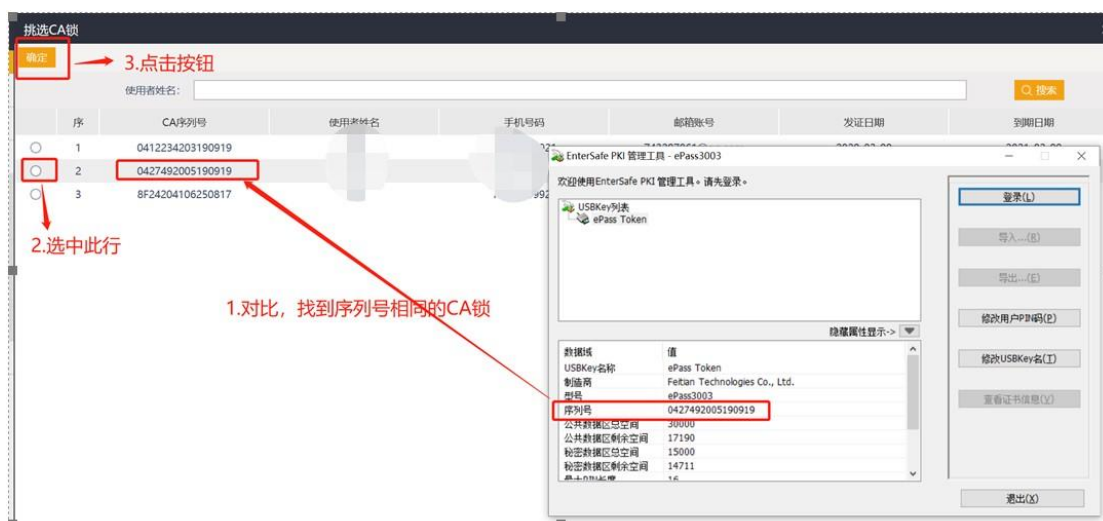 挑选CA锁
确定
3.点击按钮
使用者姓名:
搜索
序 CA序列号 使用者姓名 手机号码 邮箱账号 发证日期 到期日期
1 0412234203190919
2 0427492005190919
3 8F24204106250817
2.选中此行
1.对比，找到序列号相同的CA锁
EnterSafe PKI 管理工具 - ePass3003
欢迎使用EnterSafe PKI 管理工具。请先登录。
USBKey列表
ePass Token
隐藏属性显示->
数据域 值
USBKey名称 ePass Token
制造商 Feitian Technologies Co., Ltd.
型号 ePass3003
序列号 0427492005190919
公共数据区总空间 30000
公共数据区剩余空间 17190
秘密数据区总空间 15000
秘密数据区剩余空间 14711
登录(L)
导入...(R)
导出...(E)
修改用户PIN码(P)
修改USBKey名(T)
查看证书信息(V)
退出(X)